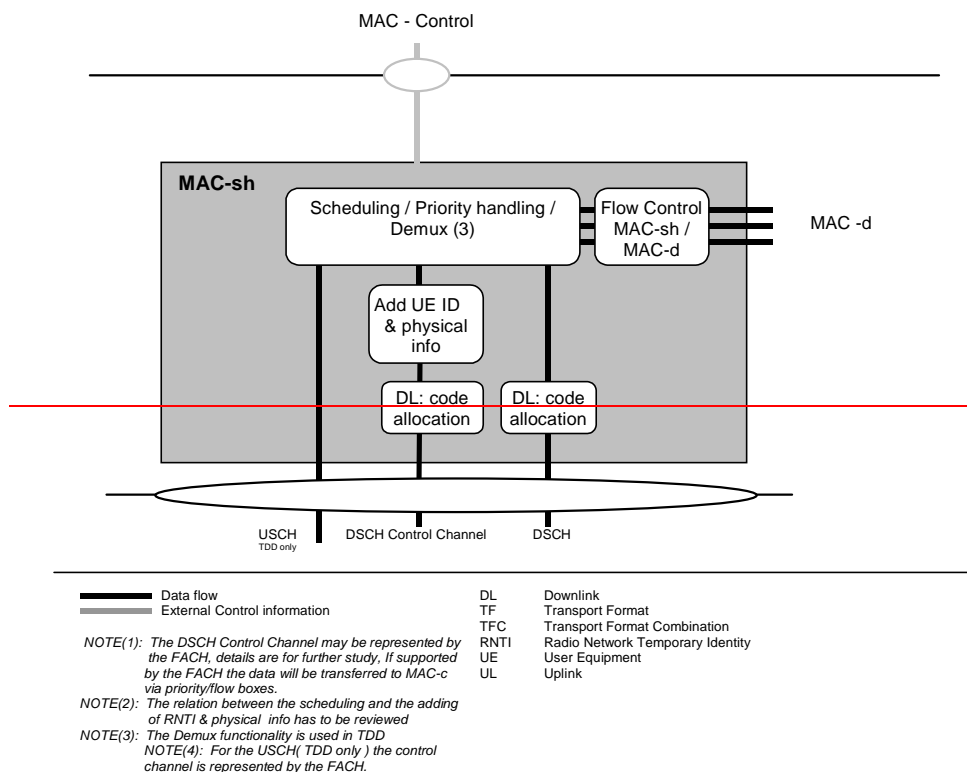 MAC - Control
MAC-sh
Scheduling / Priority handling /
Demux (3)
Flow Control
MAC-sh /
MAC-d
MAC -d
Add UE ID
& physical
info
DL: code
allocation
DL: code
allocation
USCH
TDD only
DSCH Control Channel
DSCH
Data flow
External Control information
DL Downlink
TF Transport Format
TFC Transport Format Combination
RNTI Radio Network Temporary Identity
UE User Equipment
UL Uplink
NOTE(1): The DSCH Control Channel may be represented by
the FACH, details are for further study, If supported
by the FACH the data will be transferred to MAC-c
via priority/flow boxes.
NOTE(2): The relation between the scheduling and the adding
of RNTI & physical info has to be reviewed
NOTE(3): The Demux functionality is used in TDD
NOTE(4): For the USCH( TDD only ) the control
channel is represented by the FACH.